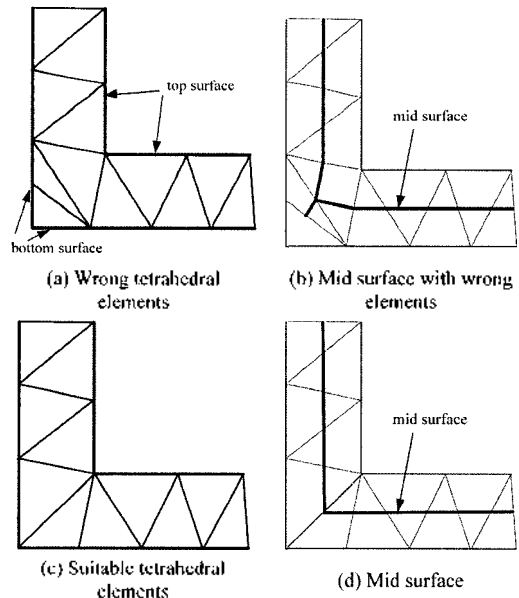 top surface
mid surface
bottom surface
(a) Wrong tetrahedral
elements
(b) Mid surface with wrong
elements
mid surface
(c) Suitable tetrahedral
elements
(d) Mid surface